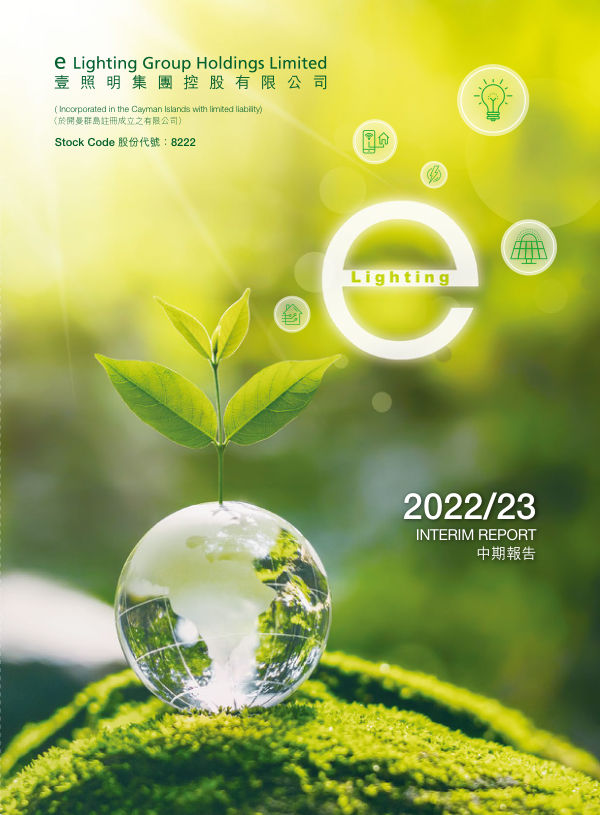 e Lighting Group Holdings Limited
壹照明集團控股有限公司
( Incorporated in the Cayman Islands with limited liability)
（於開曼群島註冊成立之有限公司）
Stock Code 股份代號：8222
e
Lighting
2022/23
INTERIM REPORT
中期報告